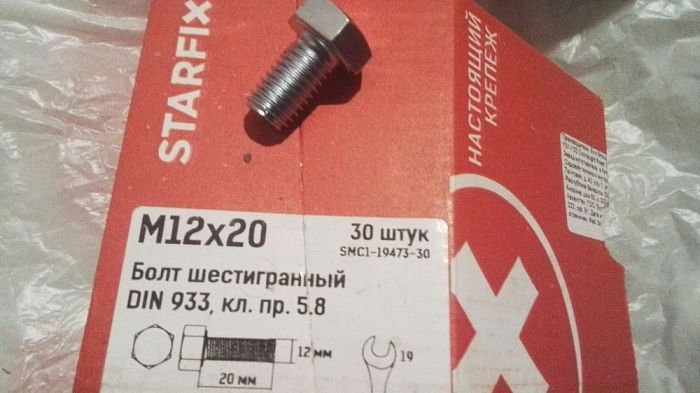 STARFIX
НАСТОЯЩИЙ
КРЕПЕЖ
M12x20
30 штук
SMC1-19473-30
Болт шестигранный
DIN 933, кл. пр. 5.8
12 мм
19
20 мм